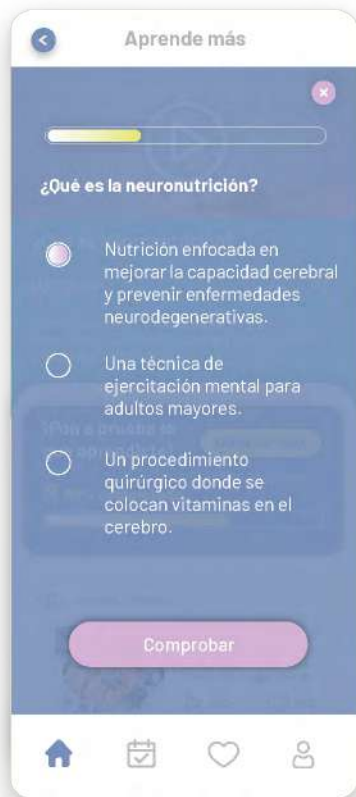 Aprende más
¿Qué es la neuronutrición?
Nutrición enfocada en
mejorar la capacidad cerebral
y prevenir enfermedades
neurodegenerativas.
Una técnica de
ejercitación mental para
adultos mayores.
Un procedimiento
quirúrgico donde se
colocan vitaminas en el
cerebro.
Comprobar